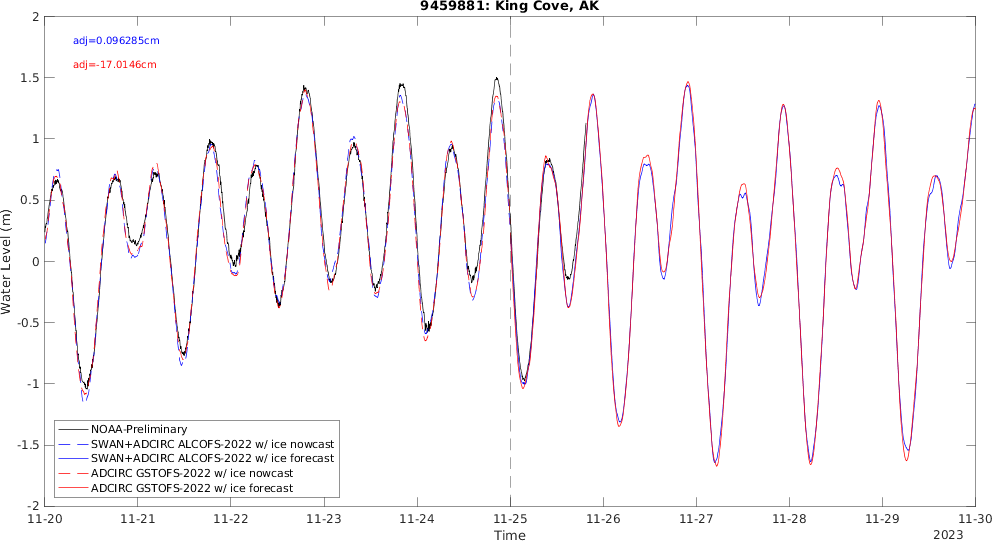 9459881: King Cove, AK
adj=0.096285cm
adj=-17.0146cm
Water Level (m)
2
1.5
1
0.5
0
-0.5
-1
-1.5
-2
NOAA-Preliminary
SWAN+ADCIRC ALCOFS-2022 w/ ice nowcast
SWAN+ADCIRC ALCOFS-2022 w/ ice forecast
ADCIRC GSTOFS-2022 w/ ice nowcast
ADCIRC GSTOFS-2022 w/ ice forecast
11-20 11-21 11-22 11-23 11-24 11-25 11-26 11-27 11-28 11-29 11-30
Time
2023